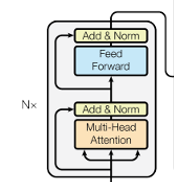 Add & Norm
Feed
Forward
N×
Add & Norm
Multi-Head
Attention